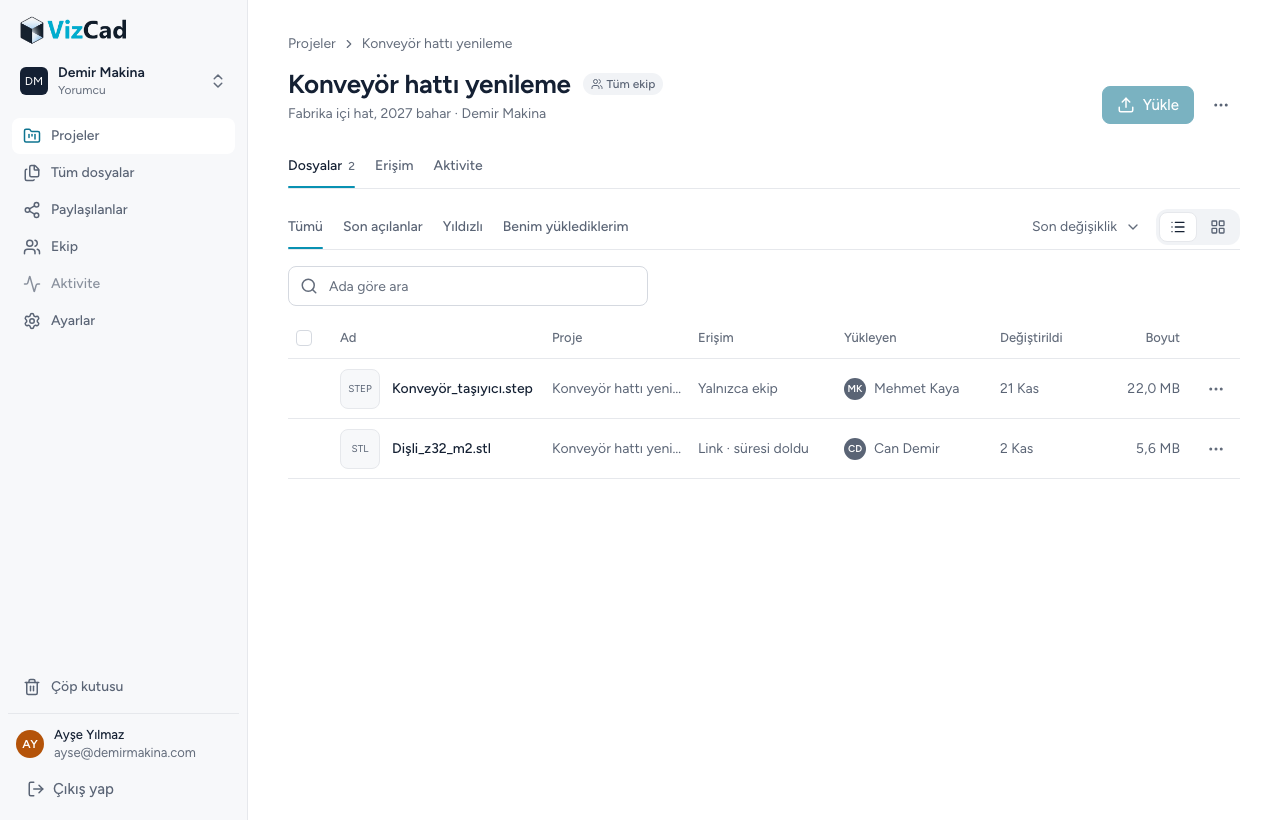 VizCad
DM
Demir Makina
Yorumcu
Projeler
Tüm dosyalar
Paylaşılanlar
Ekip
Aktivite
Ayarlar
Çöp kutusu
AY
Ayşe Yılmaz
ayse@demirmakina.com
Çıkış yap
Projeler > Konveyör hattı yenileme
Konveyör hattı yenileme Tüm ekip
Fabrika içi hat, 2027 bahar · Demir Makina
Yükle
Dosyalar 2 Erişim Aktivite
Tümü Son açılanlar Yıldızlı Benim yüklediklerim Son değişiklik
Ada göre ara
Ad Proje Erişim Yükleyen Değiştirildi Boyut
STEP Konveyör_taşıyıcı.step Konveyör hattı yeni... Yalnızca ekip MK Mehmet Kaya 21 Kas 22,0 MB
STL Dişli_z32_m2.stl Konveyör hattı yeni... Link · süresi doldu CD Can Demir 2 Kas 5,6 MB